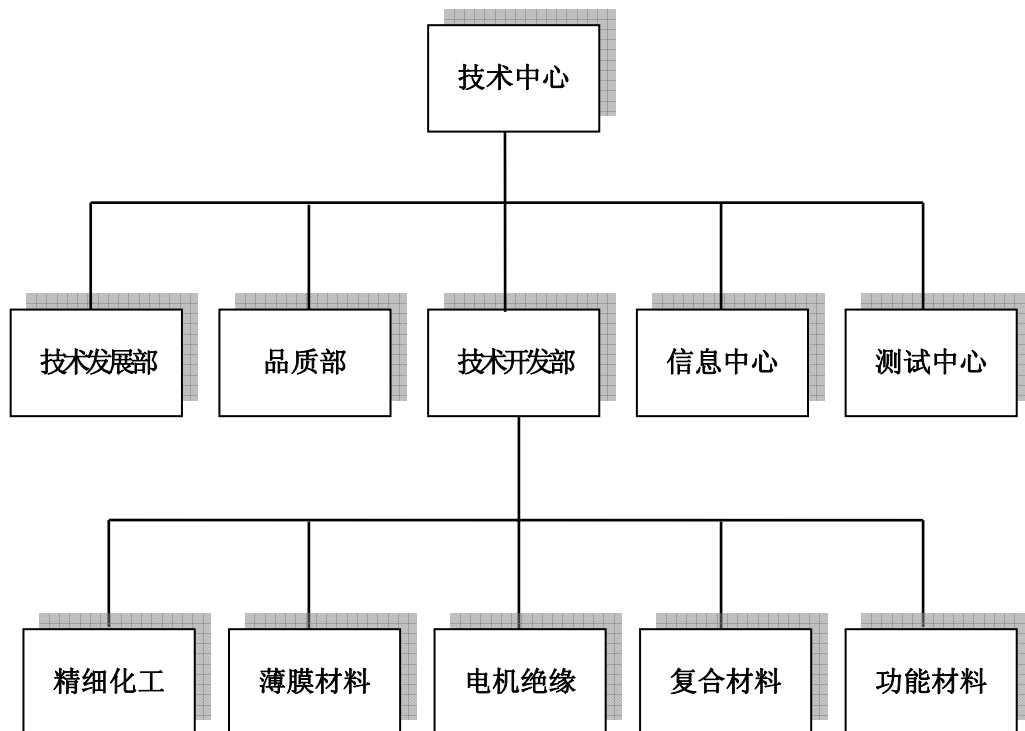 技术中心
技术发展部
品质部
技术开发部
信息中心
测试中心
精细化工
薄膜材料
电机绝缘
复合材料
功能材料